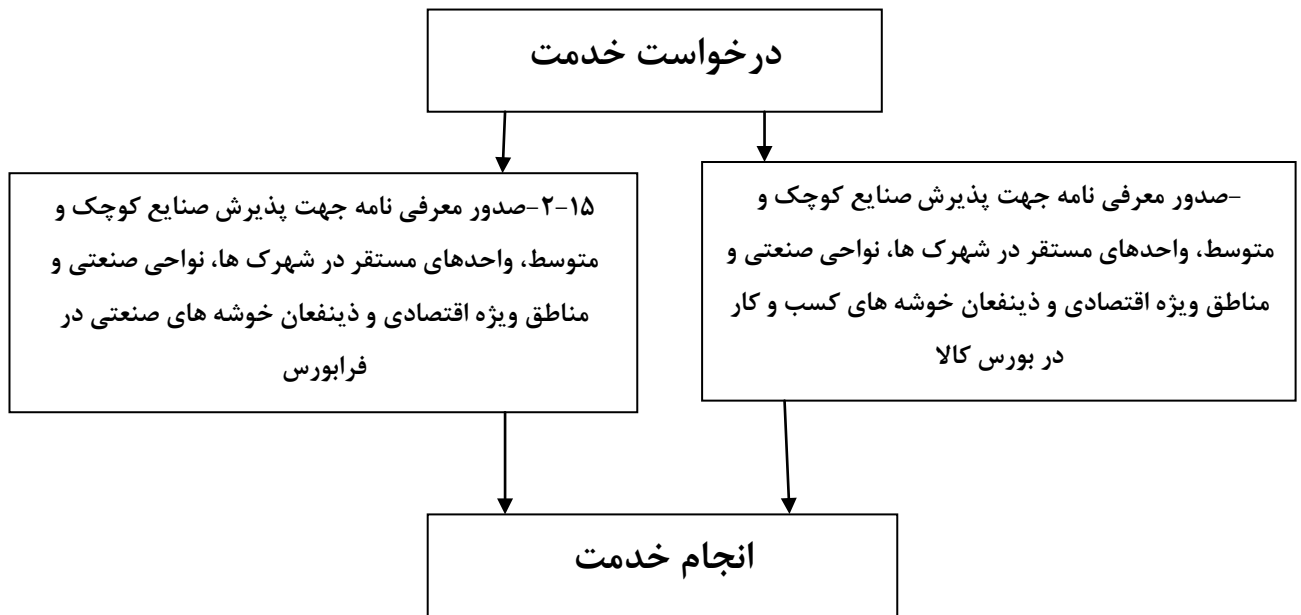 درخواست خدمت
-صدور معرفی نامه جهت پذیرش صنایع کوچک و
متوسط، واحدهای مستقر در شهرک ها، نواحی صنعتی و
مناطق ویژه اقتصادی و ذینفعان خوشه های کسب و کار
در بورس کالا
۱۵-۲-صدور معرفی نامه جهت پذیرش صنایع کوچک و
متوسط، واحدهای مستقر در شهرک ها، نواحی صنعتی و
مناطق ویژه اقتصادی و ذینفعان خوشه های صنعتی در
فرابورس
انجام خدمت